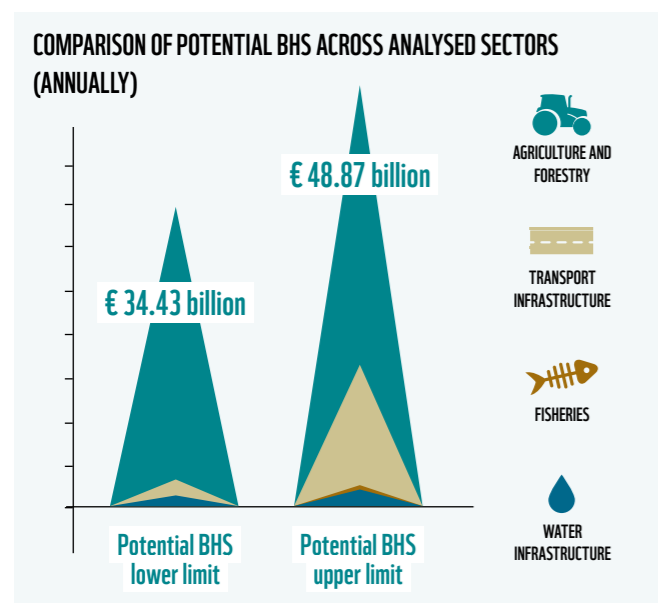 COMPARISON OF POTENTIAL BHS ACROSS ANALYSED SECTORS
(ANNUALLY)
€ 34.43 billion
€ 48.87 billion
Potential BHS
lower limit
Potential BHS
upper limit
AGRICULTURE AND
FORESTRY
TRANSPORT
INFRASTRUCTURE
FISHERIES
WATER
INFRASTRUCTURE